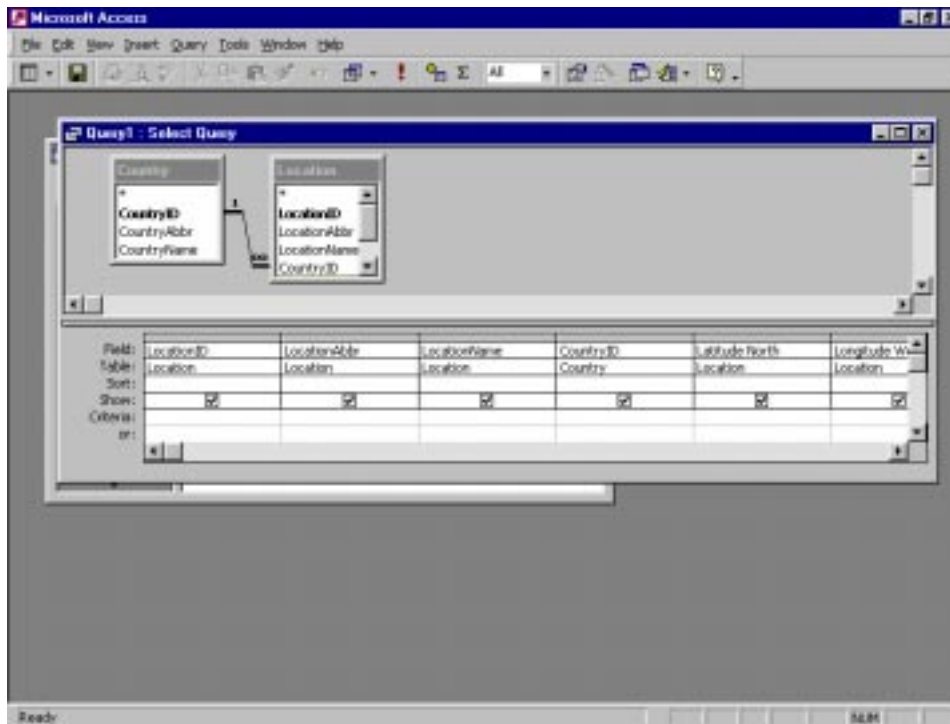 Microsoft Access
File Edit View Insert Query Tools Window Help
All
Query1 : Select Query
Country
*
CountryID
CountryAbbr
CountryName
1
∞
Location
*
LocationID
LocationAbbr
LocationName
CountryID
Field: LocationID LocationAbbr LocationName CountryID Latitude North Longitude W
Table: Location Location Location Country Location Location
Sort:
Show:
Criteria:
or:
Ready NUM